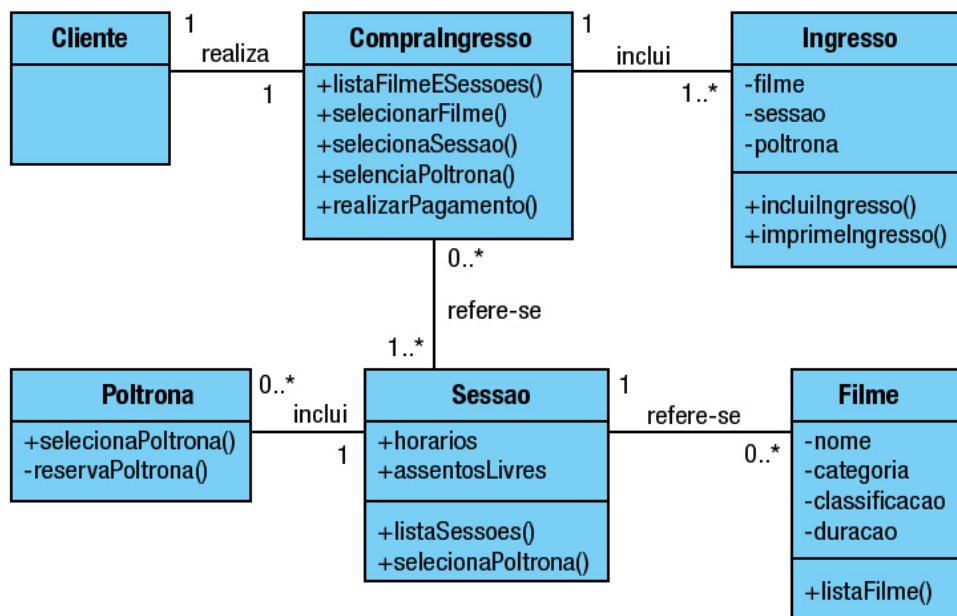 Cliente
1
realiza
1
CompraIngresso
+listaFilmeESessoes()
+selecionarFilme()
+selecionaSessao()
+selenciaPoltrona()
+realizarPagamento()
1
inclui
1..*
Ingresso
-filme
-sessao
-poltrona
+incluiIngresso()
+imprimeIngresso()
0..*
refere-se
1..*
Poltrona
+selecionaPoltrona()
-reservaPoltrona()
0..*
inclui
1
Sessao
+horarios
+assentosLivres
+listaSessoes()
+selecionaPoltrona()
1
refere-se
0..*
Filme
-nome
-categoria
-classificacao
-duracao
+listaFilme()